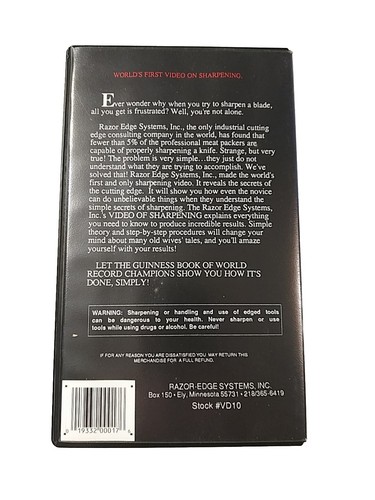 WORLD'S FIRST VIDEO ON SHARPENING.
Ever wonder why when you try to sharpen a blade,
all you get is frustrated? Well, you're not alone.
Razor Edge Systems, Inc., the only industrial cutting
edge consulting company in the world, has found that
fewer than 5% of the professional meat packers are
capable of properly sharpening a knife. Strange, but very
true! The problem is very simple...they just do not
understand what they are trying to accomplish. We've
solved that! Razor Edge Systems, Inc., made the world's
first and only sharpening video. It reveals the secrets of
the cutting edge. It will show you how even the novice
can do unbelievable things when they understand the
simple secrets of sharpening. The Razor Edge Systems,
Inc.'s VIDEO OF SHARPENING explains everything
you need to know to produce incredible results. Simple
theory and step-by-step procedures will change your
mind about many old wives' tales, and you'll amaze
yourself with your results!
LET THE GUINNESS BOOK OF WORLD
RECORD CHAMPIONS SHOW YOU HOW IT'S
DONE, SIMPLY!
WARNING: Sharpening or handling and use of edged tools
can be dangerous to your health. Never sharpen or use
tools while using drugs or alcohol. Be careful!
IF FOR ANY REASON YOU ARE DISSATISFIED YOU MAY RETURN THIS
MERCHANDISE FOR A FULL REFUND.
RAZOR-EDGE SYSTEMS, INC.
Box 150 • Ely, Minnesota 55731 • 218/365-6419
Stock #VD10
19332 00017